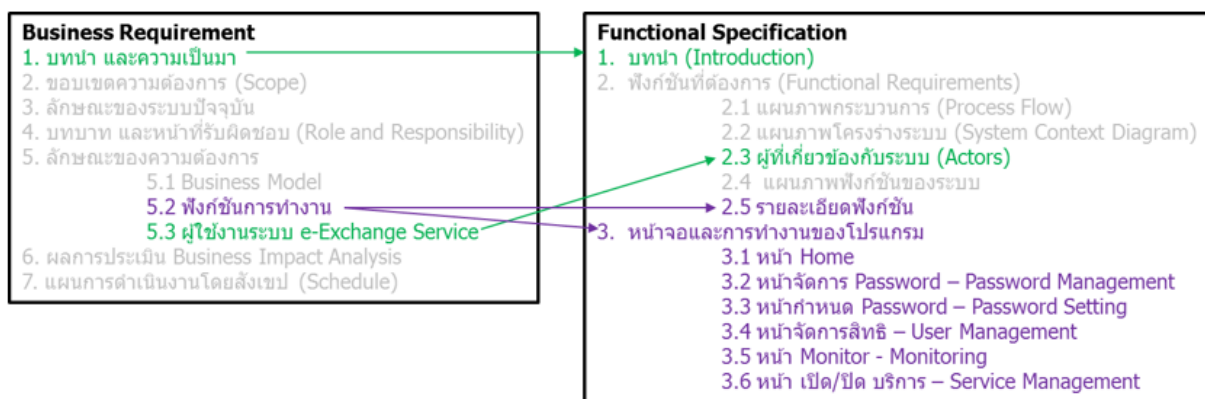 Business Requirement
1. บทนำ และความเป็นมา
2. ขอบเขตความต้องการ (Scope)
3. ลักษณะของระบบปัจจุบัน
4. บทบาท และหน้าที่รับผิดชอบ (Role and Responsibility)
5. ลักษณะของความต้องการ
5.1 Business Model
5.2 ฟังก์ชันการทำงาน
5.3 ผู้ใช้งานระบบ e-Exchange Service
6. ผลการประเมิน Business Impact Analysis
7. แผนการดำเนินงานโดยสังเขป (Schedule)
Functional Specification
1. บทนำ (Introduction)
2. ฟังก์ชันที่ต้องการ (Functional Requirements)
2.1 แผนภาพกระบวนการ (Process Flow)
2.2 แผนภาพโครงร่างระบบ (System Context Diagram)
2.3 ผู้ที่เกี่ยวข้องกับระบบ (Actors)
2.4 แผนภาพฟังก์ชันของระบบ
2.5 รายละเอียดฟังก์ชัน
3. หน้าจอและการทำงานของโปรแกรม
3.1 หน้า Home
3.2 หน้าจัดการ Password – Password Management
3.3 หน้ากำหนด Password – Password Setting
3.4 หน้าจัดการสิทธิ – User Management
3.5 หน้า Monitor - Monitoring
3.6 หน้า เปิด/ปิด บริการ – Service Management